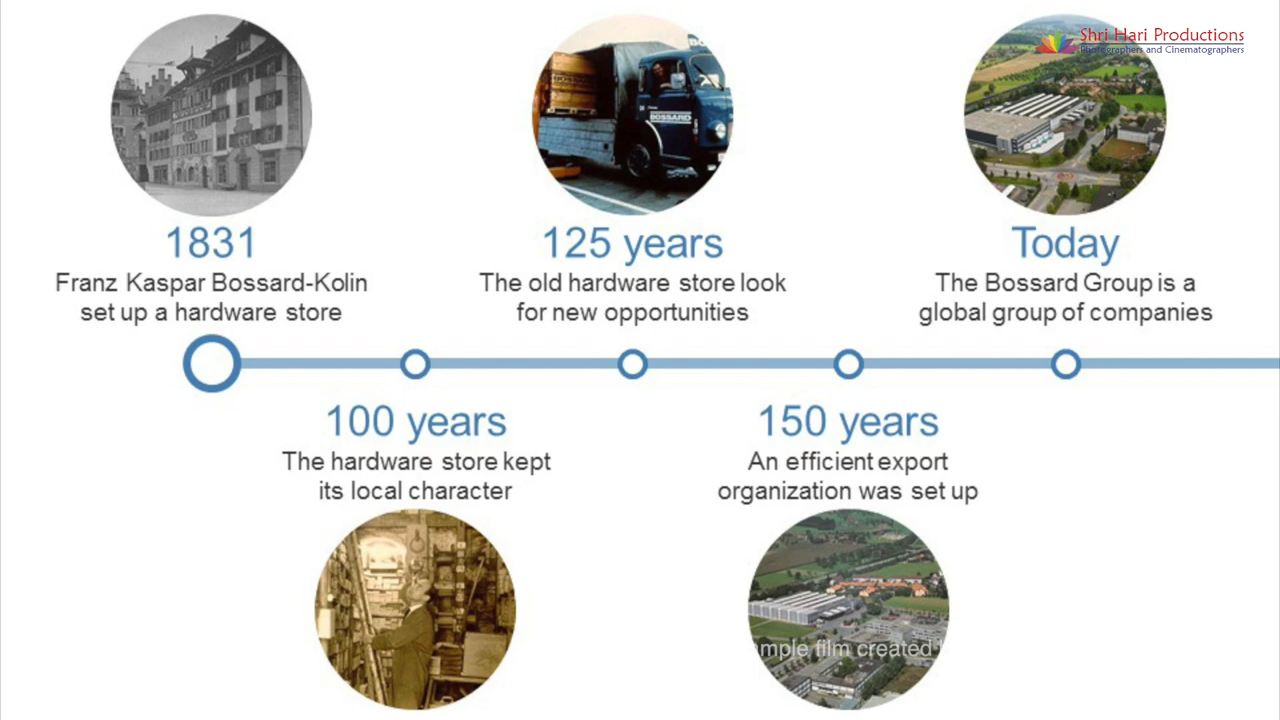 Shri Hari Productions
Photographers and Cinematographers
BOSSARD
1831
Franz Kaspar Bossard-Kolin
set up a hardware store
125 years
The old hardware store look
for new opportunities
Today
The Bossard Group is a
global group of companies
100 years
The hardware store kept
its local character
150 years
An efficient export
organization was set up
film created